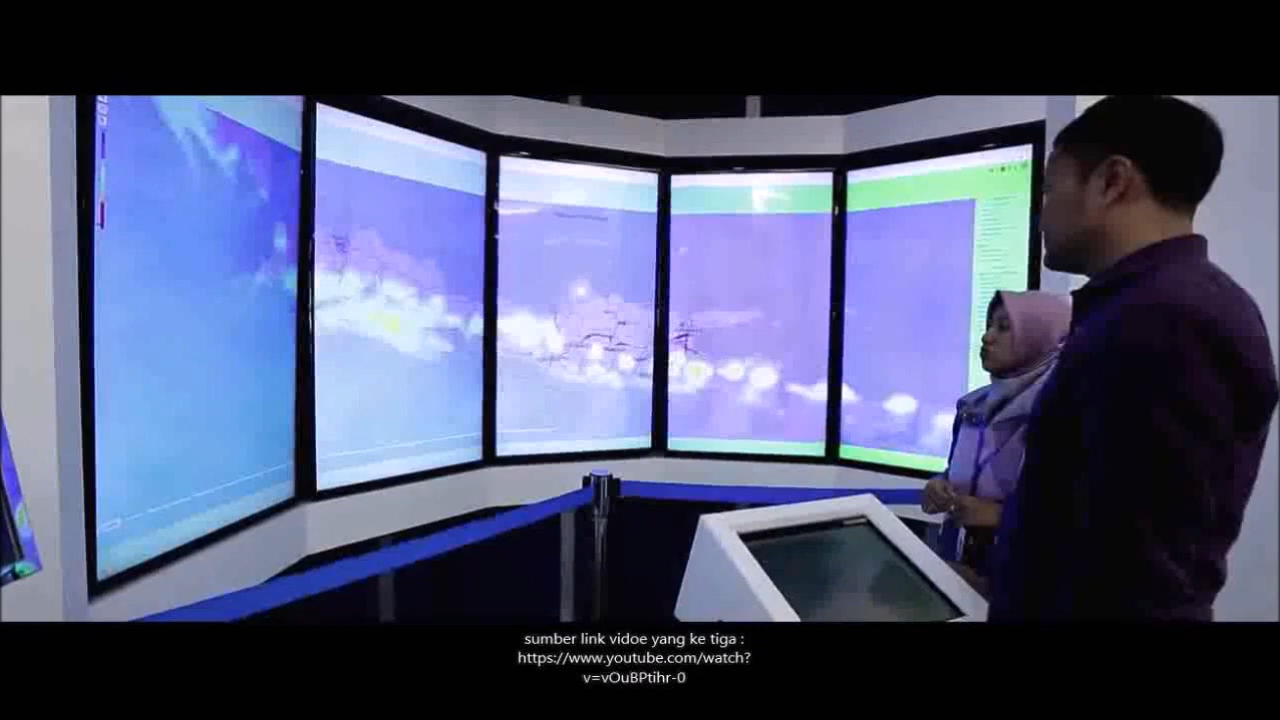 sumber link vidoe yang ke tiga :
https://www.youtube.com/watch?
v=vOuBPtihr-0